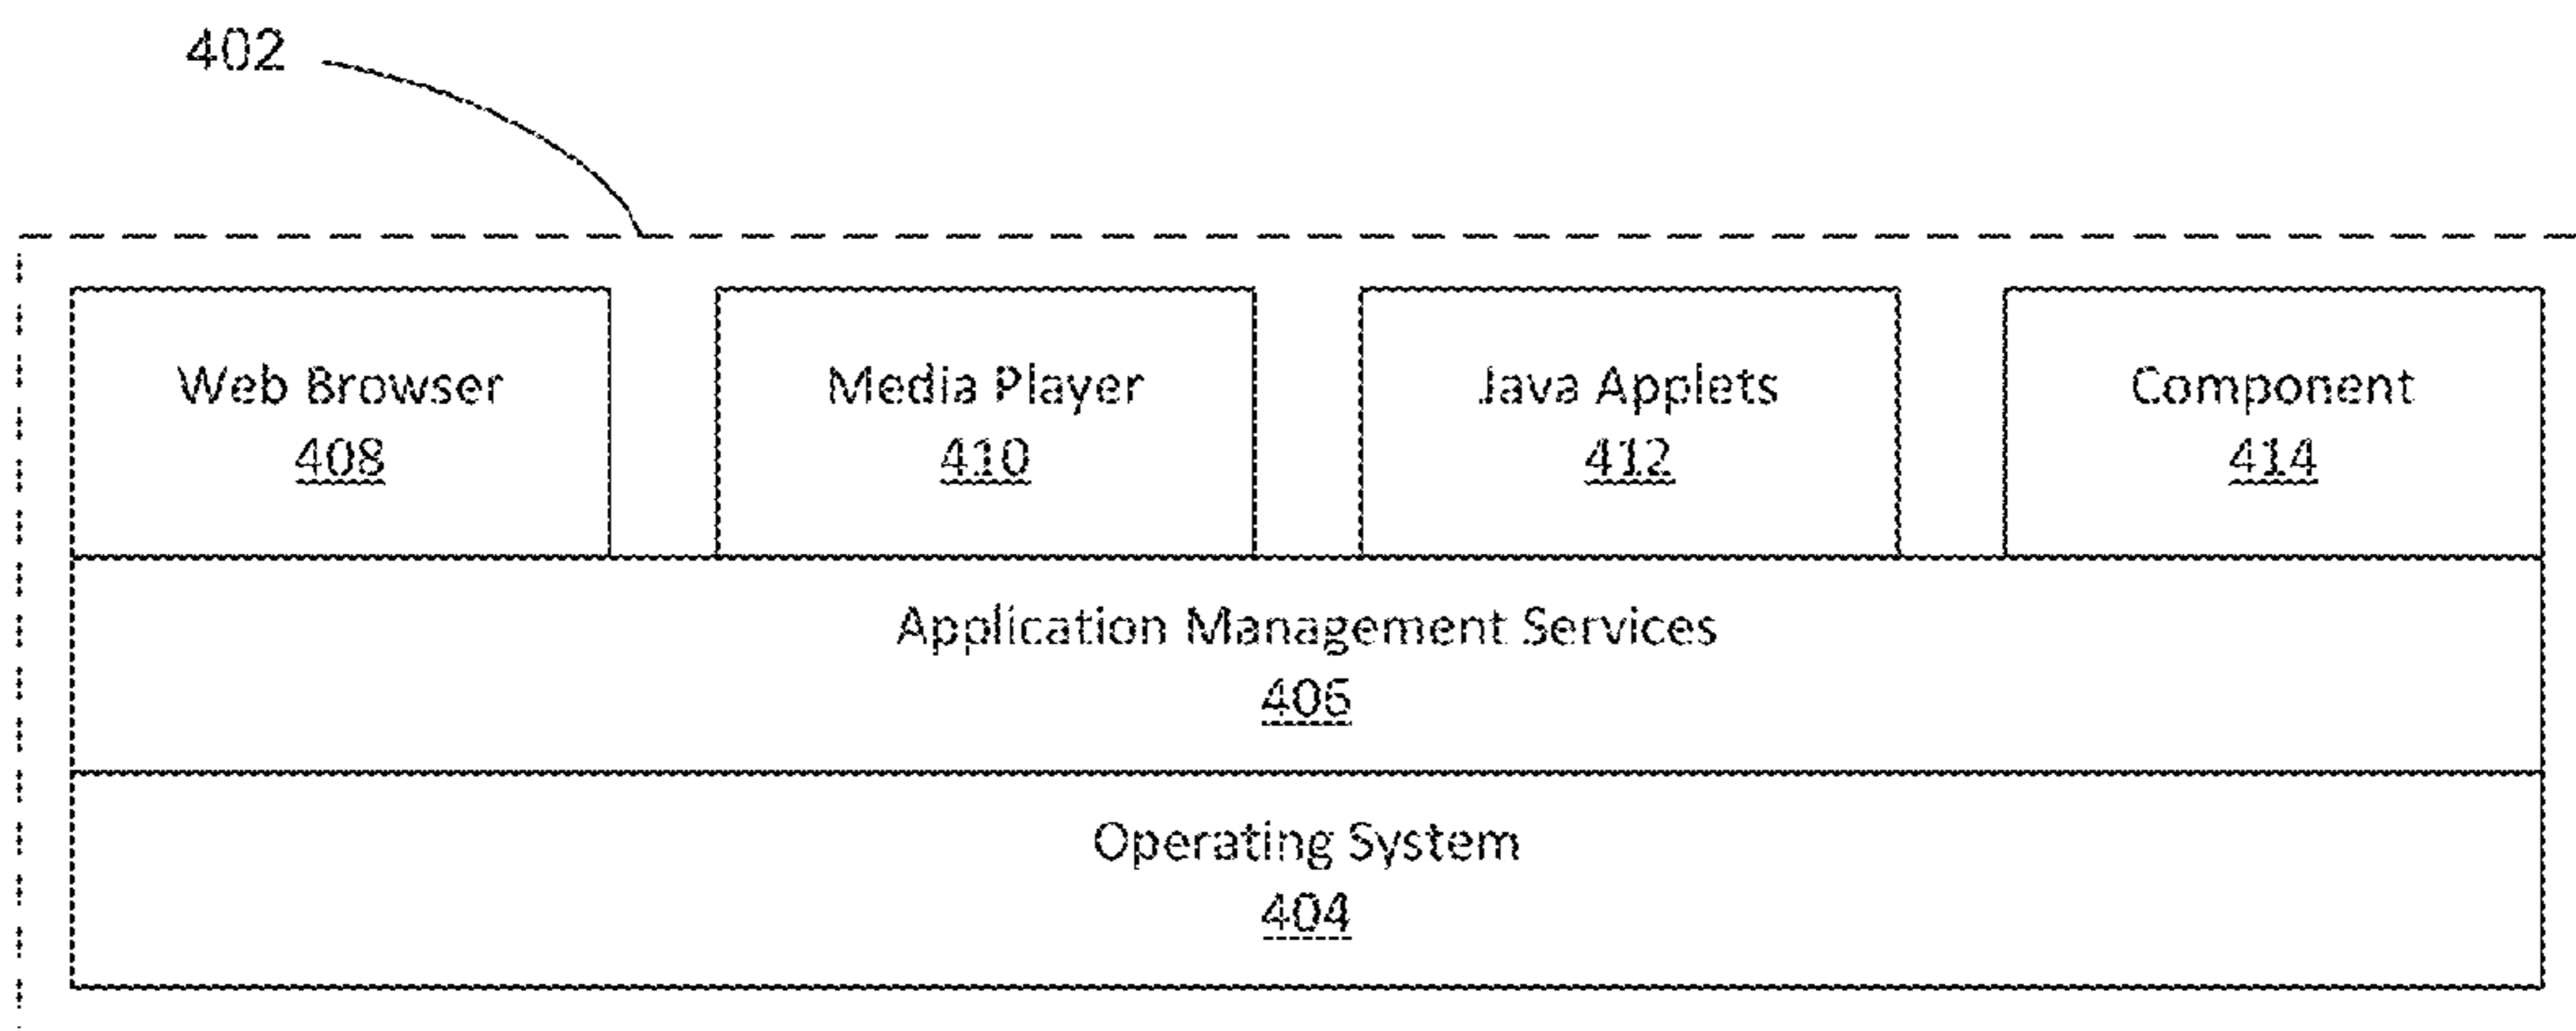 402
Web Browser
408
Media Player
410
Java Applets
412
Component
414
Application Management Services
406
Operating System
404